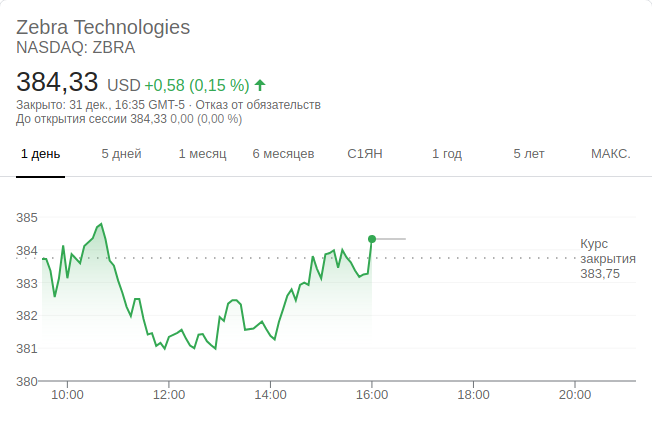 Zebra Technologies
NASDAQ: ZBRA
384,33 USD +0,58 (0,15 %)
Закрыто: 31 дек., 16:35 GMT-5 · Отказ от обязательств
До открытия сессии 384,33 0,00 (0,00 %)
1 день 5 дней 1 месяц 6 месяцев С1ЯН 1 год 5 лет МАКС.
385
384
383
382
381
380
Курс
закрытия
383,75
10:00 12:00 14:00 16:00 18:00 20:00